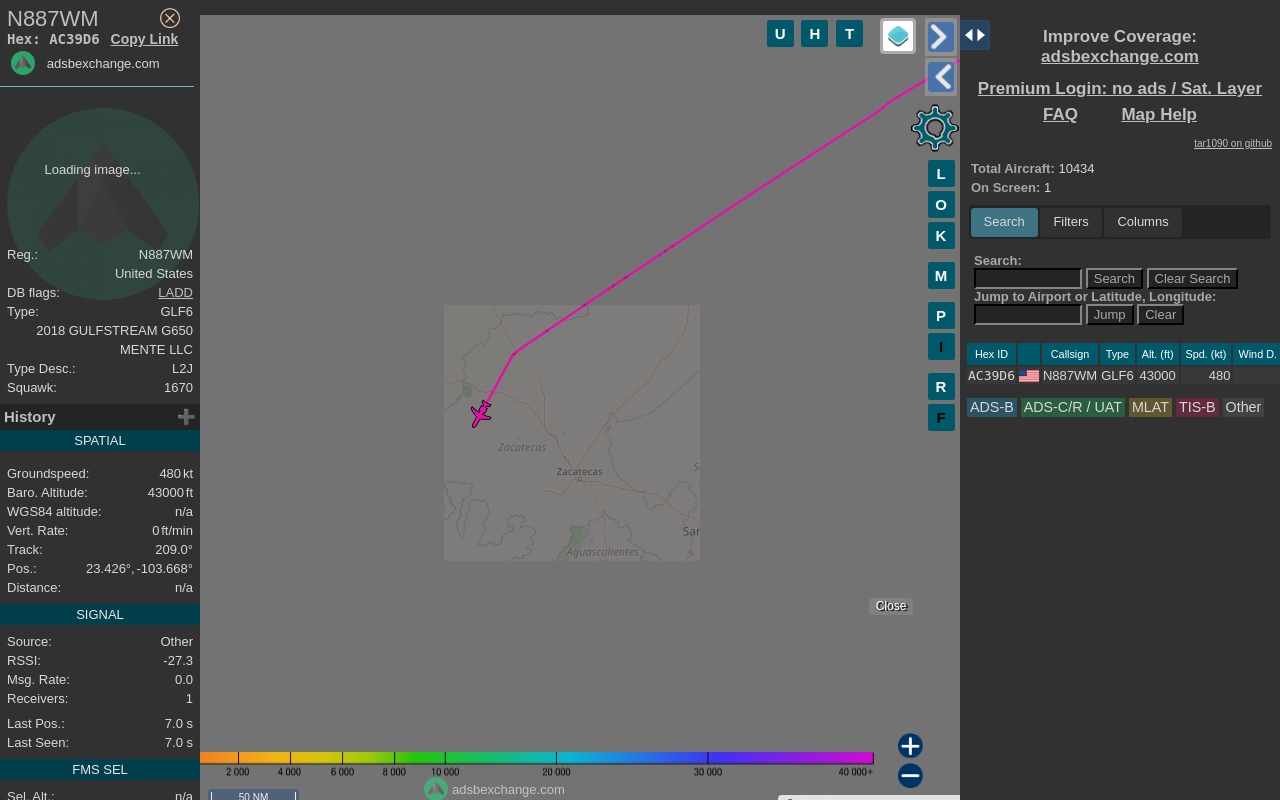 N887WM
Hex: AC39D6 Copy Link
adsbexchange.com
Loading image...
Reg.: N887WM
United States
DB flags: LADD
Type: GLF6
2018 GULFSTREAM G650
MENTE LLC
Type Desc.: L2J
Squawk: 1670
History
SPATIAL
Groundspeed: 480 kt
Baro. Altitude: 43000 ft
WGS84 altitude: n/a
Vert. Rate: 0 ft/min
Track: 209.0°
Pos.: 23.426°, -103.668°
Distance: n/a
SIGNAL
Source: Other
RSSI: -27.3
Msg. Rate: 0.0
Receivers: 1
Last Pos.: 7.0 s
Last Seen: 7.0 s
FMS SEL
Sel. Alt.: n/a
U H T
L
O
K
M
P
I
R
F
Zacatecas
Zacatecas
S
San
Aguascalientes
Close
2 000 4 000 6 000 8 000 10 000 20 000 30 000 40 000+
adsbexchange.com
50 NM
Improve Coverage:
adsbexchange.com
Premium Login: no ads / Sat. Layer
FAQ Map Help
tar1090 on github
Total Aircraft: 10434
On Screen: 1
Search Filters Columns
Search:
Search Clear Search
Jump to Airport or Latitude, Longitude:
Jump Clear
Hex ID Callsign Type Alt. (ft) Spd. (kt) Wind D.
AC39D6 N887WM GLF6 43000 480
ADS-B ADS-C/R / UAT MLAT TIS-B Other